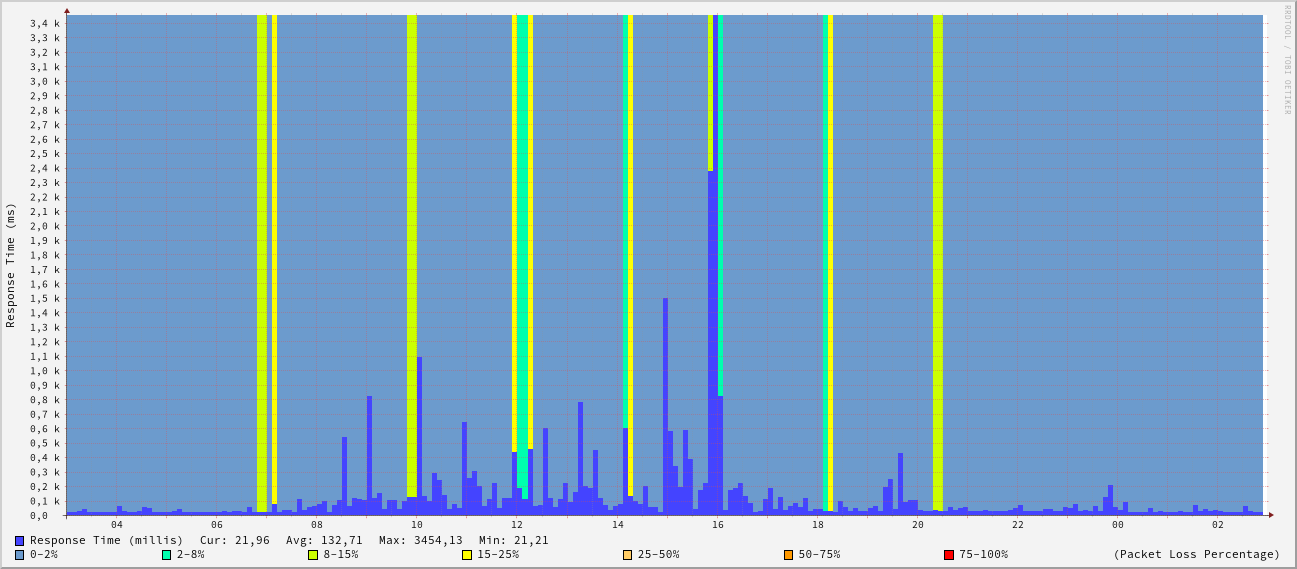 RRDTOOL / TOBI OETIKER
Response Time (ms)
3,4 k
3,3 k
3,2 k
3,1 k
3,0 k
2,9 k
2,8 k
2,7 k
2,6 k
2,5 k
2,4 k
2,3 k
2,2 k
2,1 k
2,0 k
1,9 k
1,8 k
1,7 k
1,6 k
1,5 k
1,4 k
1,3 k
1,2 k
1,1 k
1,0 k
0,9 k
0,8 k
0,7 k
0,6 k
0,5 k
0,4 k
0,3 k
0,2 k
0,1 k
0,0
04 06 08 10 12 14 16 18 20 22 00 02
Response Time (millis) Cur: 21,96 Avg: 132,71 Max: 3454,13 Min: 21,21
0-2% 2-8% 8-15% 15-25% 25-50% 50-75% 75-100% (Packet Loss Percentage)